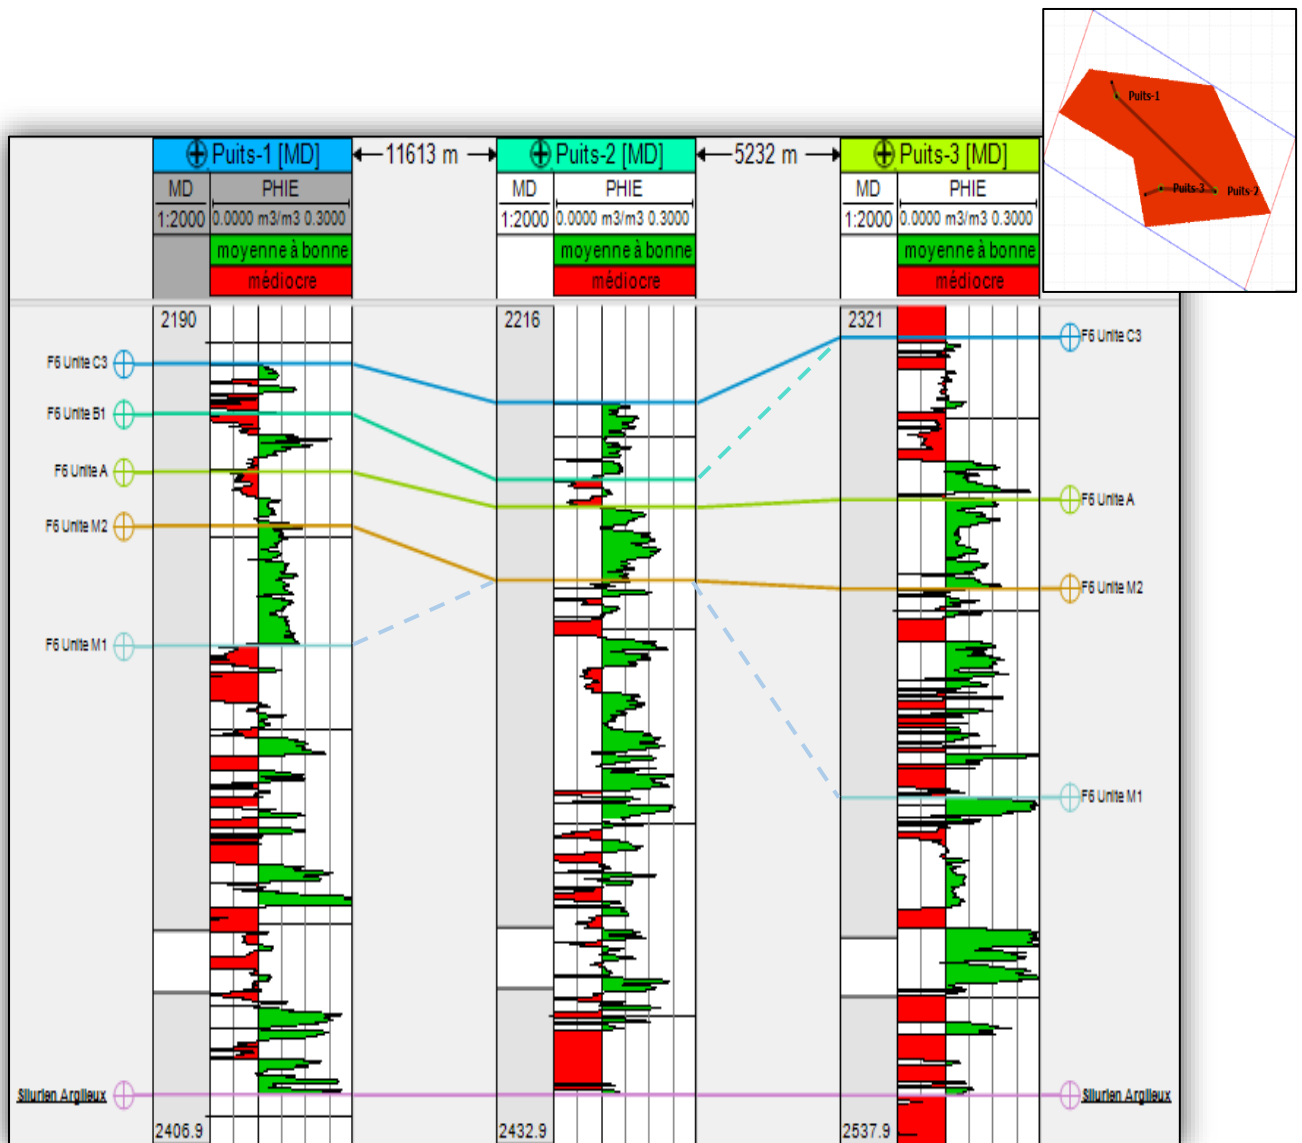 Puits-1
Puits-3
Puits-2
Puits-1 [MD]
11613 m
Puits-2 [MD]
5232 m
Puits-3 [MD]
MD
PHIE
MD
PHIE
MD
PHIE
1:2000
0.0000 m3/m3 0.3000
1:2000
0.0000 m3/m3 0.3000
1:2000
0.0000 m3/m3 0.3000
moyenne à bonne
moyenne à bonne
moyenne à bonne
médiocre
médiocre
médiocre
2190
2216
2321
F6 Unite C3
F6 Unite C3
F6 Unite B1
F6 Unite A
F6 Unite A
F6 Unite M2
F6 Unite M2
F6 Unite M1
F6 Unite M1
Silurien Argileux
Silurien Argileux
2406.9
2432.9
2537.9